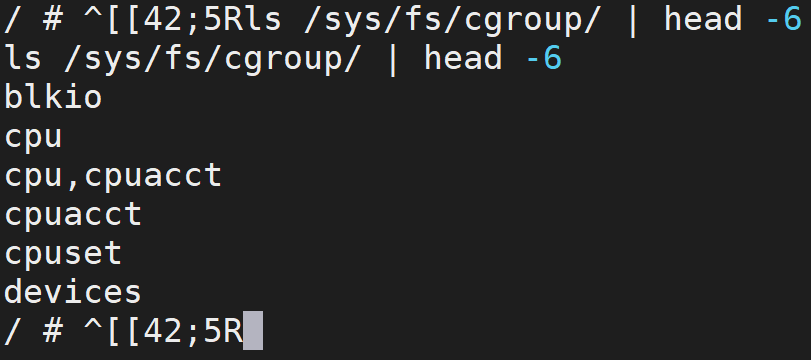 / # ^[[42;5Rls /sys/fs/cgroup/ | head -6
ls /sys/fs/cgroup/ | head -6
blkio
cpu
cpu,cpuacct
cpuacct
cpuset
devices
/ # ^[[42;5R